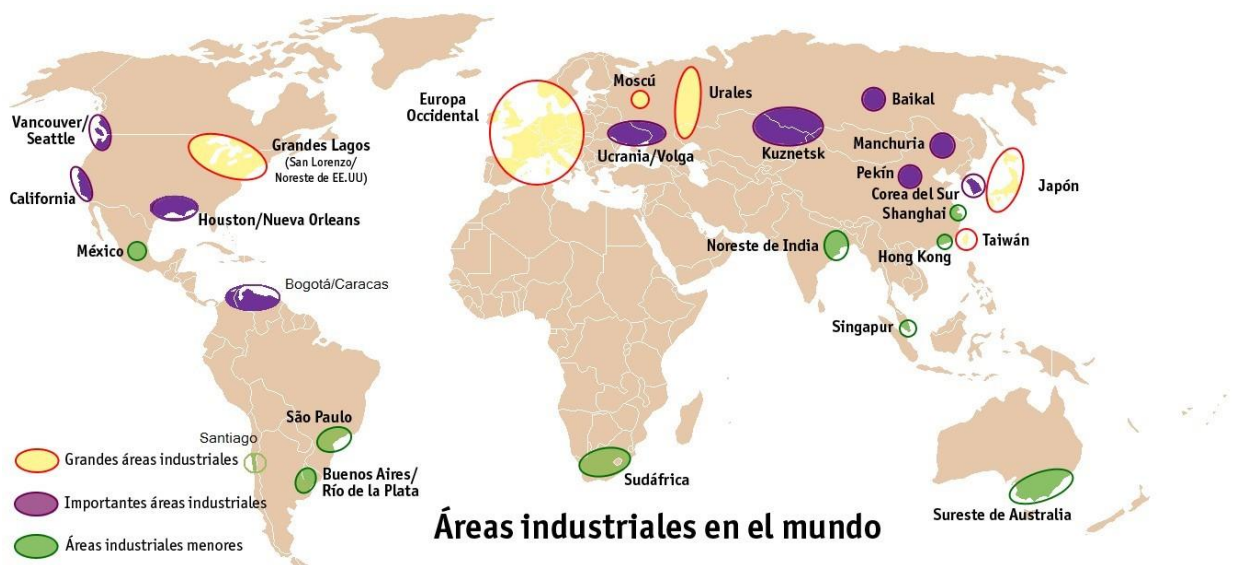 Vancouver/
Seattle
California
México
Grandes Lagos
(San Lorenzo/
Noreste de EE.UU)
Houston/Nueva Orleans
Bogotá/Caracas
São Paulo
Santiago
Buenos Aires/
Río de la Plata
Europa
Occidental
Moscú
Urales
Ucrania/Volga
Kuznetsk
Baikal
Manchuria
Pekín
Corea del Sur
Shanghai
Japón
Noreste de India
Hong Kong
Taiwán
Singapur
Sudáfrica
Sureste de Australia
Grandes áreas industriales
Importantes áreas industriales
Áreas industriales menores
Áreas industriales en el mundo